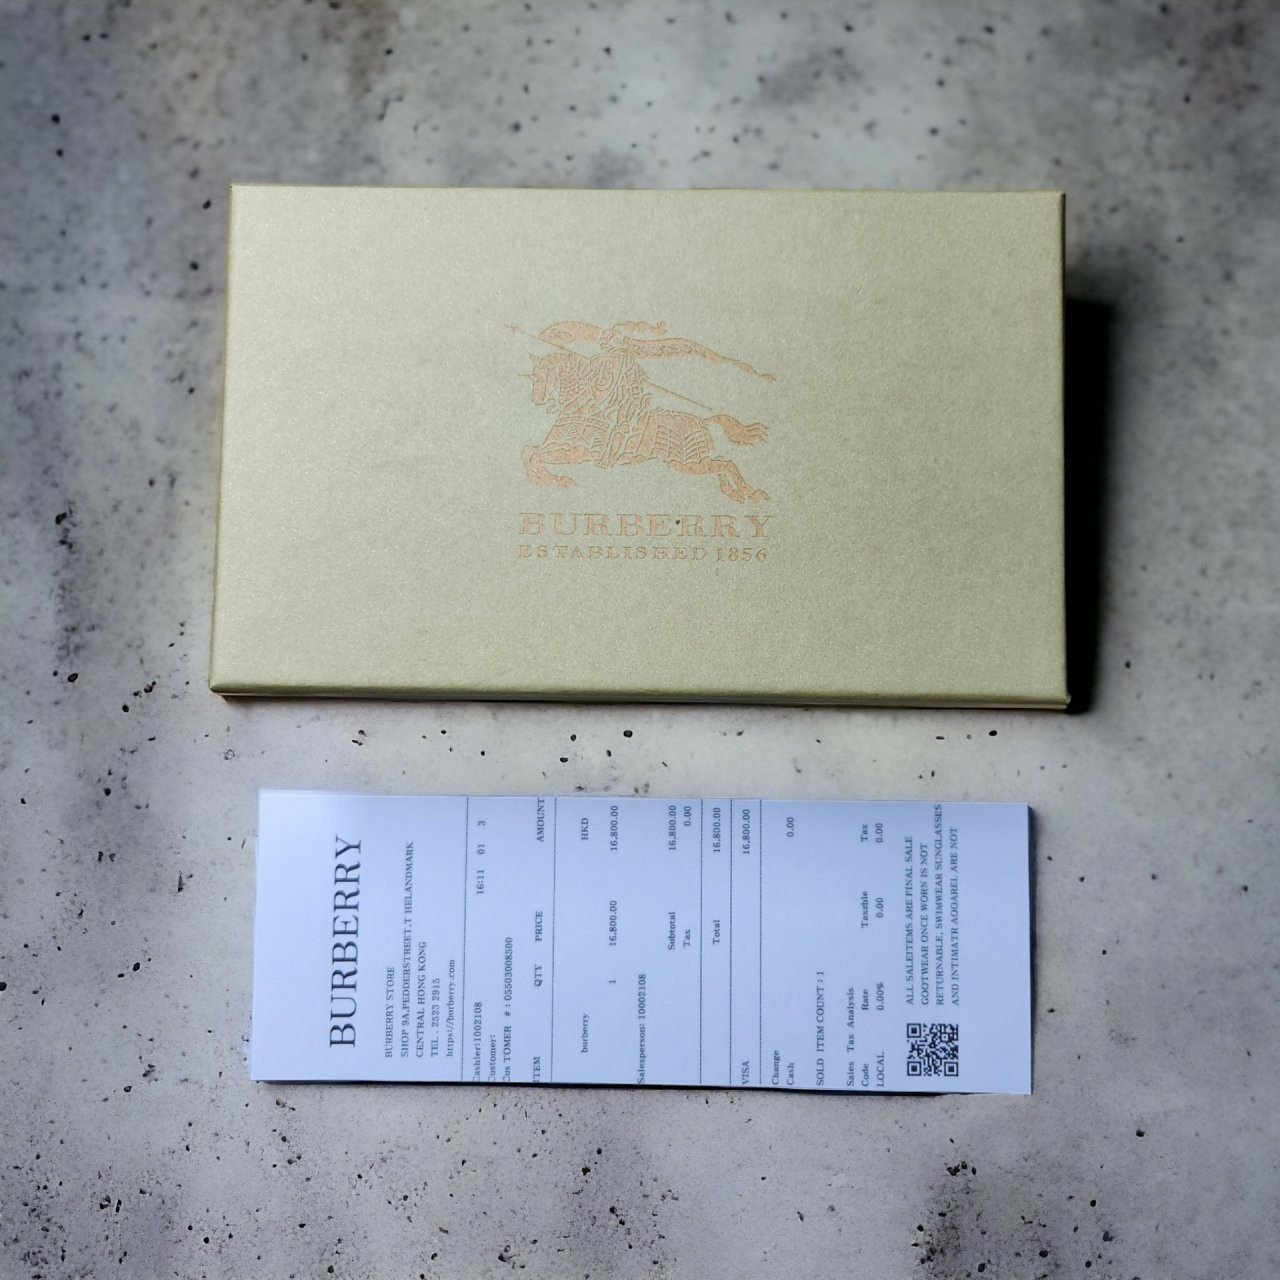 BURBERRY
ESTABLISHED 1856
BURBERRY
BURBERRY STORE
SHOP 9A,PEDDERSTREET,T HELANDMARK
CENTRAL HONG KONG
TEL . 2523 2915
https://burberry.com
Cashler:1002108 16:11 01 3
Customer:
Cus TOMER # : 05503008500
ITEM QTY PRICE AMOUNT
burberry HKD
1 16,800.00 16,800.00
Salesperson: 10002108
Subtotal 16,800.00
Tax 0.00
Total 16,800.00
VISA 16,800.00
Change
Cash 0.00
SOLD ITEM COUNT : 1
Sales Tax Analysis
Code Rate Taxzble Tax
LOCAL 0.00% 0.00 0.00
ALL SALEITEMS ARE FINAL SALE
GOOTWEAR ONCE WORN IS NOT
RETURNABLE, SWIMWEAR SUNGLASSES
AND INTIMATR AOOAREL ARE NOT